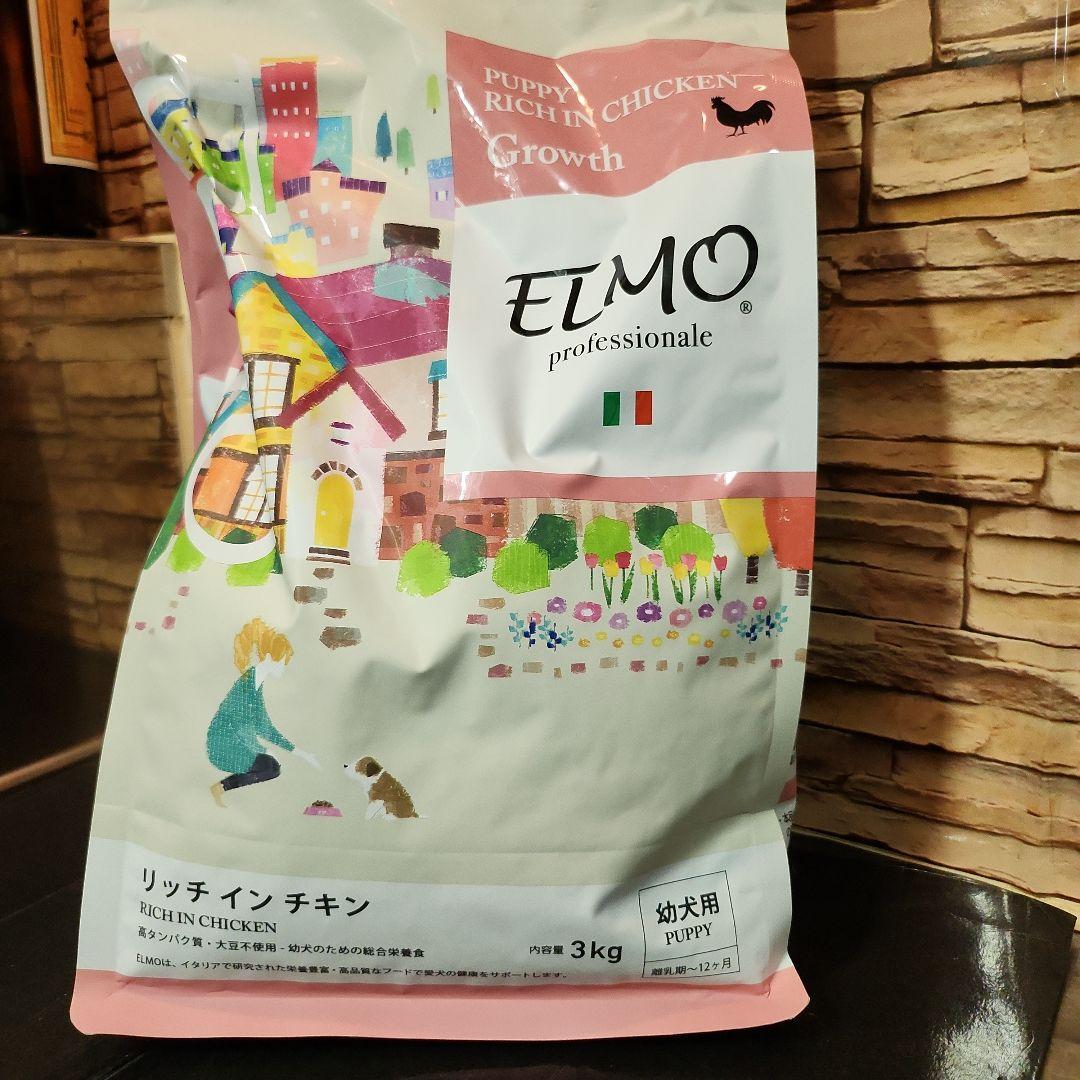 PUPPY
RICH IN CHICKEN
Growth
ELMO®
professionale
リッチ イン チキン
RICH IN CHICKEN
高タンパク質・大豆不使用 - 幼犬のための総合栄養食
ELMOは、イタリアで研究された栄養豊富・高品質なフードで愛犬の健康をサポートします。
内容量 3kg
幼犬用
PUPPY
離乳期～12ヶ月